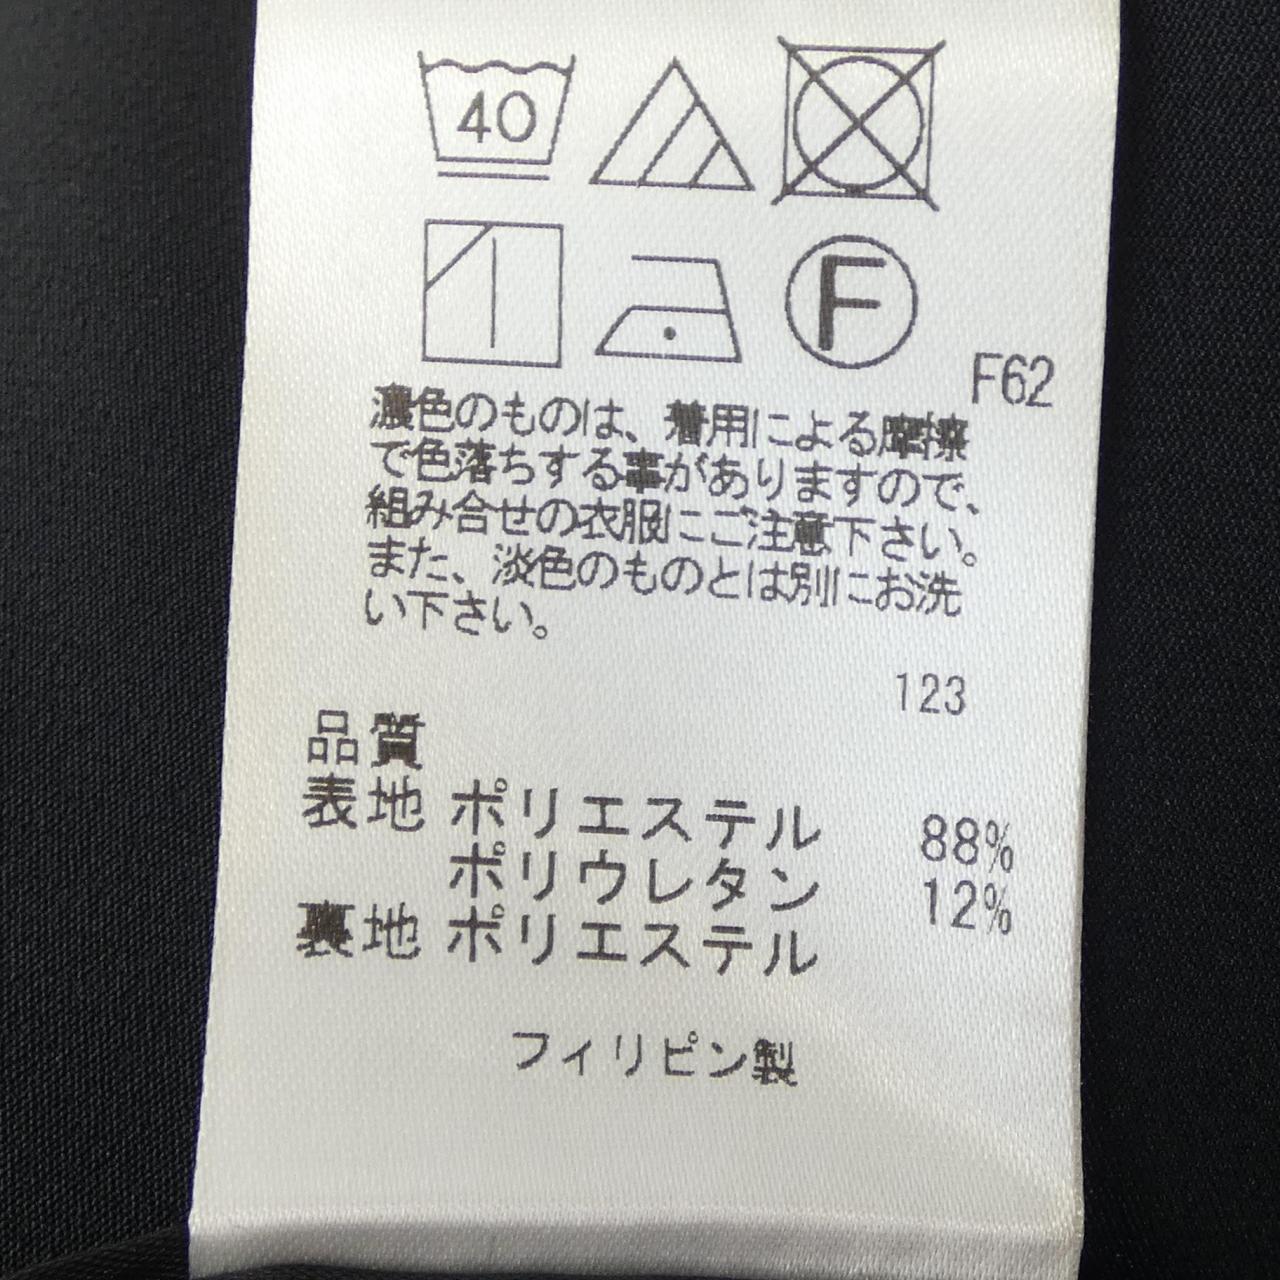 40
F
F62
濃色のものは、着用による摩擦
で色落ちする事がありますので、
組み合せの衣服にご注意下さい。
また、淡色のものとは別にお洗
い下さい。
123
品質
表地 ポリエステル 88%
ポリウレタン 12%
裏地 ポリエステル
フィリピン製